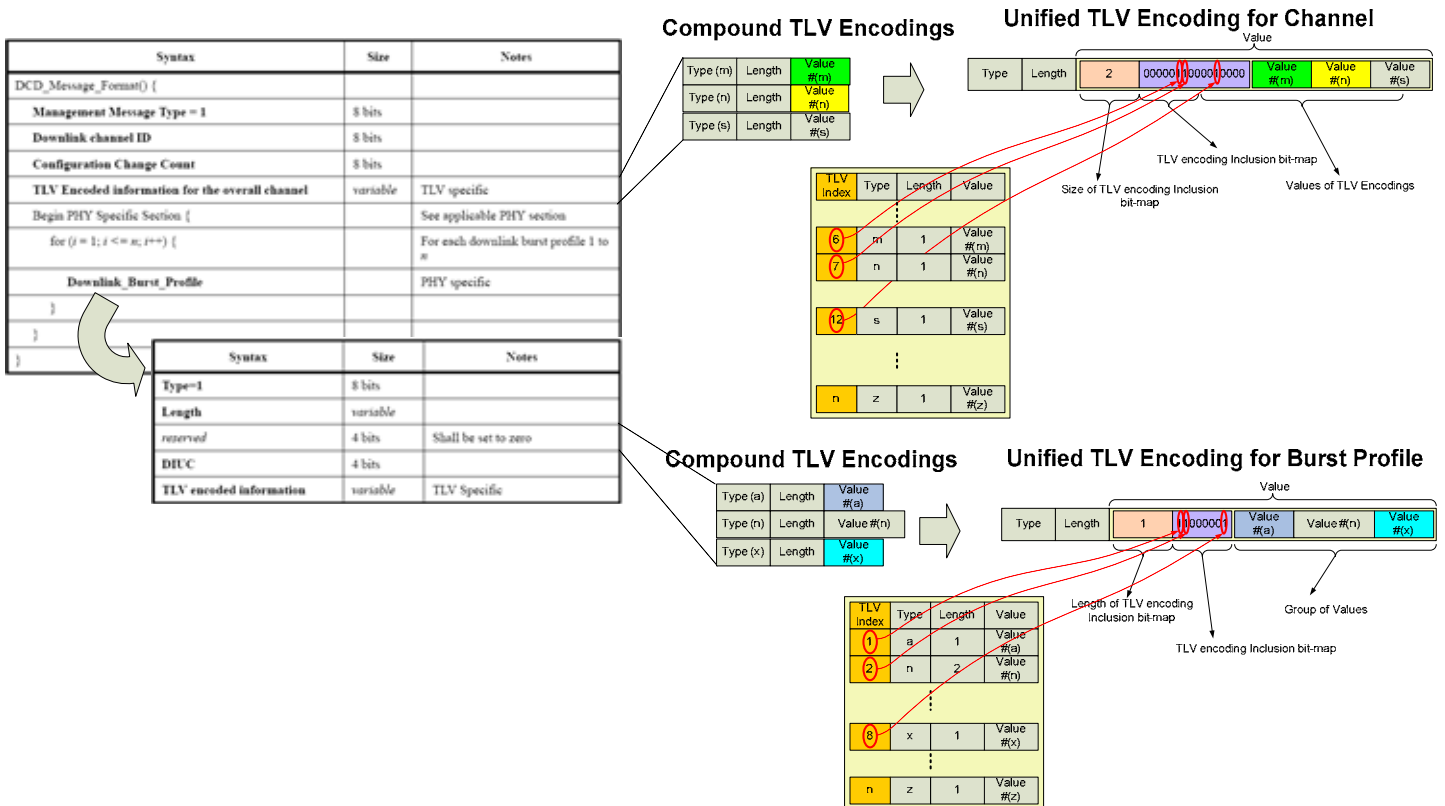 Syntax Size Notes
DCD_Message_Format() {
Management Message Type = 1 8 bits
Downlink channel ID 8 bits
Configuration Change Count 8 bits
TLV Encoded information for the overall channel variable TLV specific
Begin PHY Specific Section { See applicable PHY section
for (i = 1; i <= n; i++) { For each downlink burst profile 1 to
n
Downlink_Burst_Profile PHY specific
}
}
}
Syntax Size Notes
Type=1 8 bits
Length variable
reserved 4 bits Shall be set to zero
DIUC 4 bits
TLV encoded information variable TLV Specific
Compound TLV Encodings
Type (m) Length Value #(m)
Type (n) Length Value #(n)
Type (s) Length Value #(s)
Unified TLV Encoding for Channel
Value
Type Length 2 0000011000010000 Value #(m) Value #(n) Value #(s)
TLV encoding Inclusion bit-map
Size of TLV encoding Inclusion
bit-map
Values of TLV Encodings
TLV Index Type Length Value
6 m 1 Value #(m)
7 n 1 Value #(n)
12 s 1 Value #(s)
n z 1 Value #(z)
Compound TLV Encodings
Type (a) Length Value #(a)
Type (n) Length Value #(n)
Type (x) Length Value #(x)
Unified TLV Encoding for Burst Profile
Value
Type Length 1 11000001 Value #(a) Value #(n) Value #(x)
Length of TLV encoding
Inclusion bit-map
Group of Values
TLV encoding Inclusion bit-map
TLV Index Type Length Value
1 a 1 Value #(a)
2 n 2 Value #(n)
8 x 1 Value #(x)
n z 1 Value #(z)